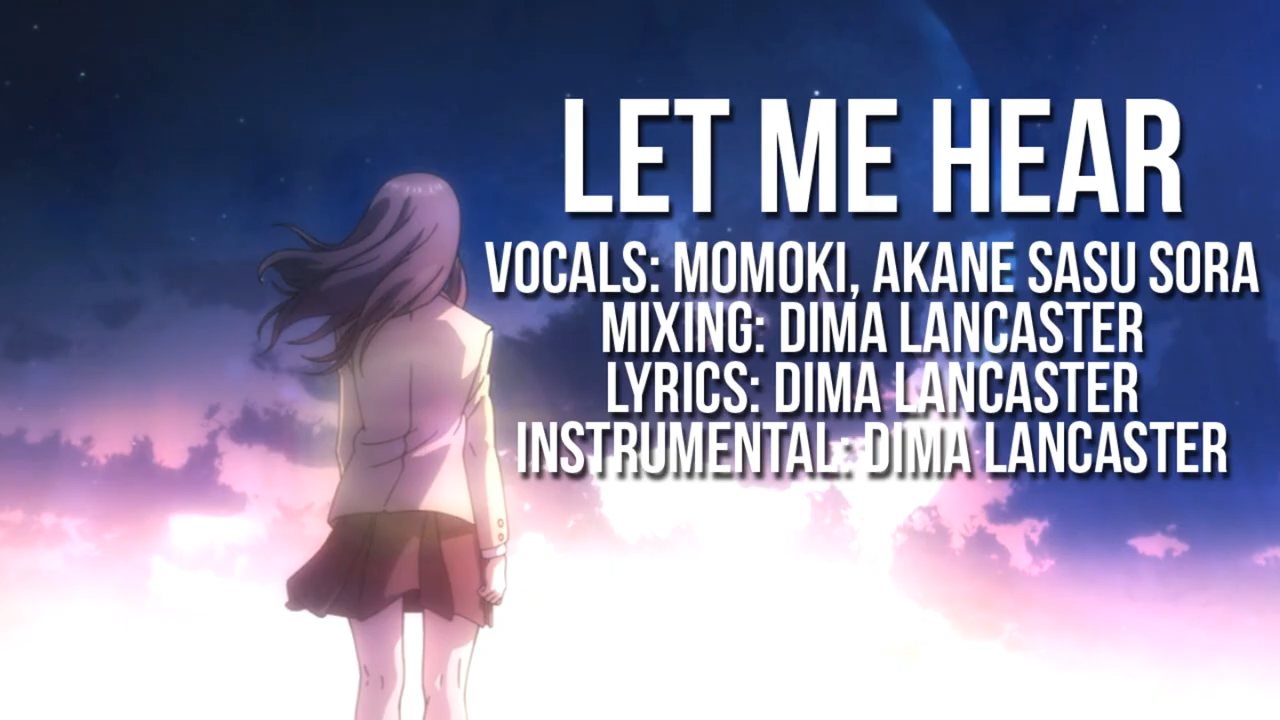 LET ME HEAR
VOCALS: MOMOKI, AKANE SASU SORA
MIXING: DIMA LANCASTER
LYRICS: DIMA LANCASTER
INSTRUMENTAL: DIMA LANCASTER